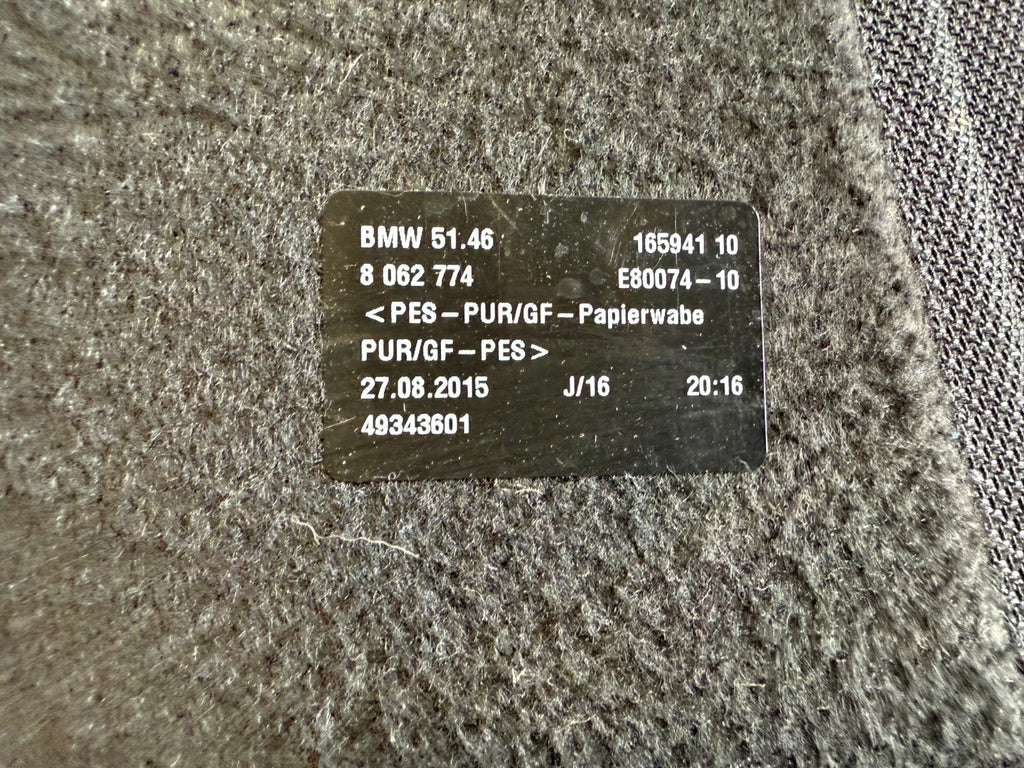 BMW 51.46 165941 10
8 062 774 E80074-10
<PES-PUR/GF-Papierwabe
PUR/GF-PES>
27.08.2015 J/16 20:16
49343601